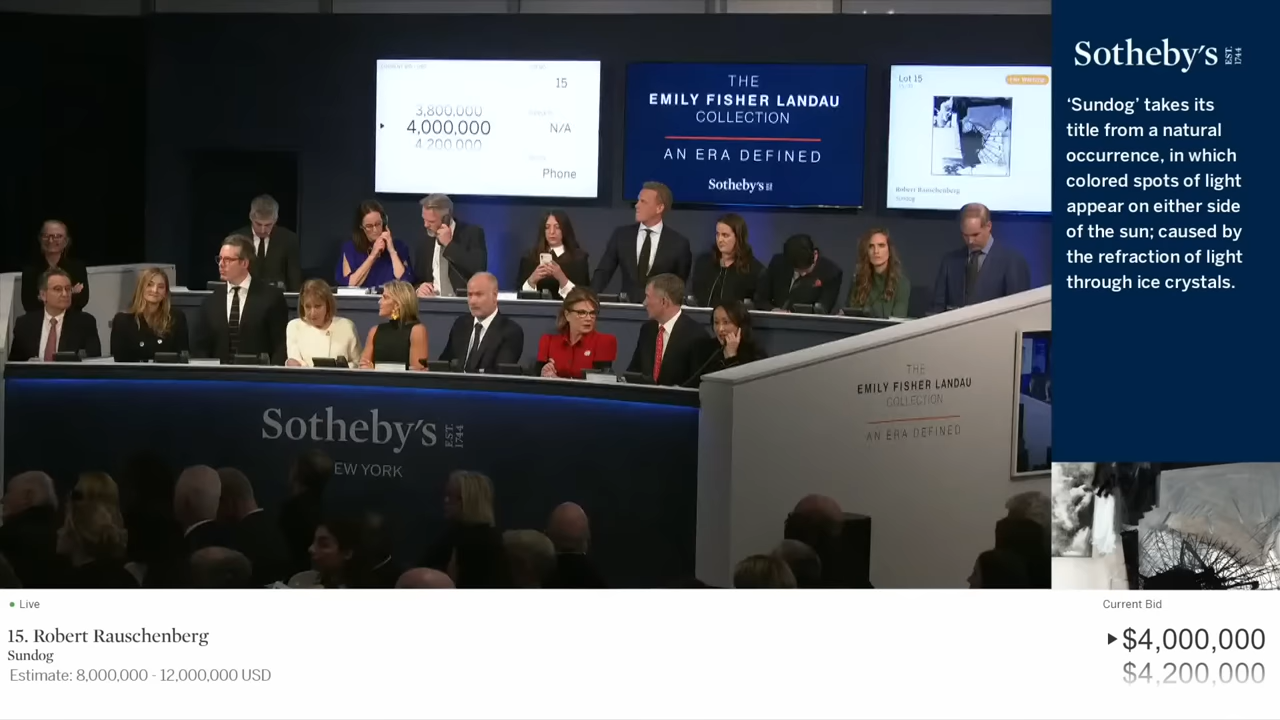 15
3,800,000
4,000,000
N/A
4,200,000
Phone
THE
EMILY FISHER LANDAU
COLLECTION
AN ERA DEFINED
Sotheby's
Lot 15
Robert Rauschenberg
Sundog
Sotheby's EST. 1744
‘Sundog’ takes its
title from a natural
occurrence, in which
colored spots of light
appear on either side
of the sun; caused by
the refraction of light
through ice crystals.
THE
EMILY FISHER LANDAU
COLLECTION
AN ERA DEFINED
Sotheby's EST. 1744
EW YORK
Live
15. Robert Rauschenberg
Sundog
Estimate: 8,000,000 - 12,000,000 USD
Current Bid
$4,000,000
$4,200,000